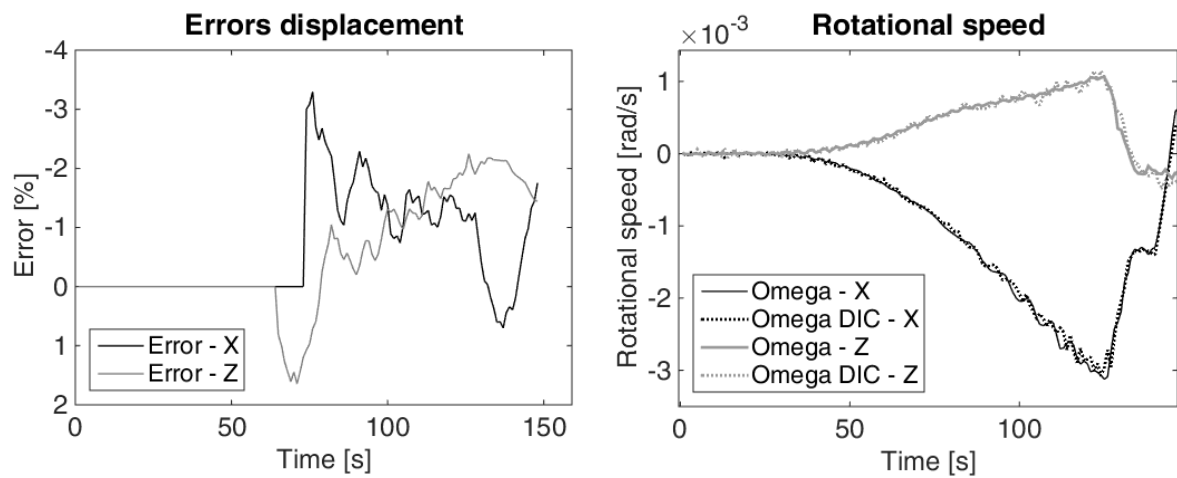 Errors displacement
-4
-3
-2
-1
0
1
2
Error [%]
Error - X
Error - Z
0
50
100
150
Time [s]
Rotational speed
×10⁻³
1
0
-1
-2
-3
Rotational speed [rad/s]
Omega - X
Omega DIC - X
Omega - Z
Omega DIC - Z
0
50
100
Time [s]